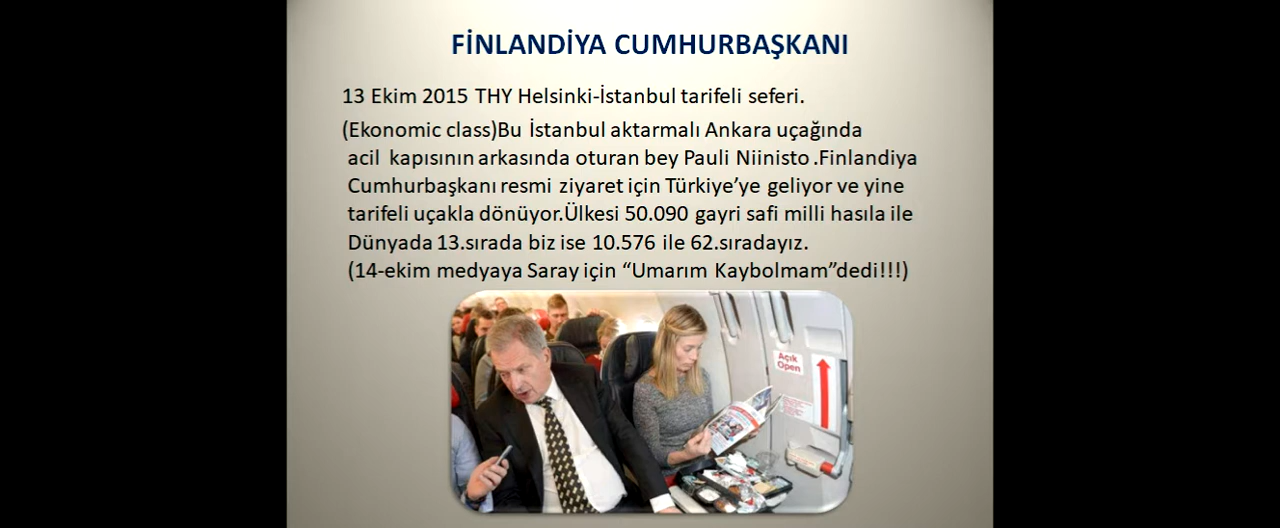 FİNLANDİYA CUMHURBAŞKANI
13 Ekim 2015 THY Helsinki-İstanbul tarifeli seferi.
(Ekonomic class)Bu İstanbul aktarmalı Ankara uçağında
acil kapısının arkasında oturan bey Pauli Niinisto .Finlandiya
Cumhurbaşkanı resmi ziyaret için Türkiye’ye geliyor ve yine
tarifeli uçakla dönüyor.Ülkesi 50.090 gayri safi milli hasıla ile
Dünyada 13.sırada biz ise 10.576 ile 62.sıradayız.
(14-ekim medyaya Saray için “Umarım Kaybolmam”dedi!!!)
Açık
Open